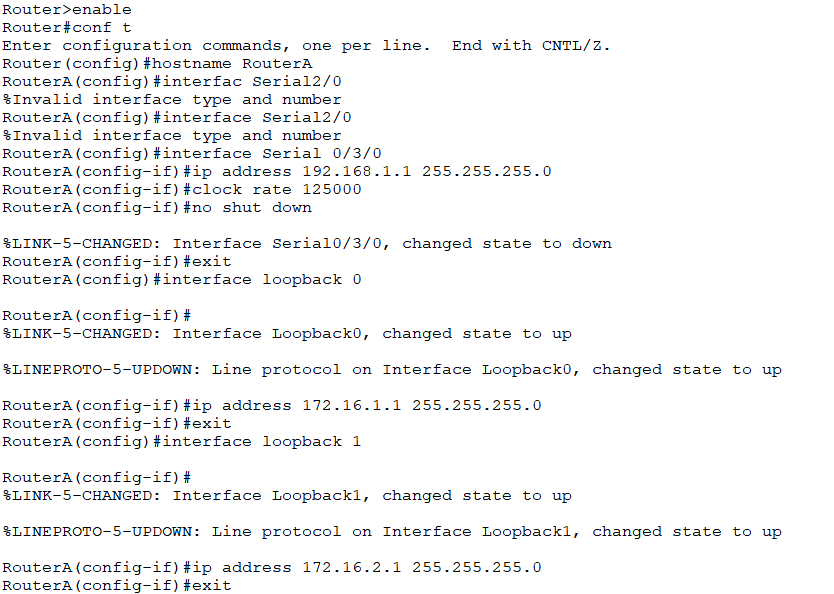 Router>enable
Router#conf t
Enter configuration commands, one per line.  End with CNTL/Z.
Router(config)#hostname RouterA
RouterA(config)#interfac Serial2/0
%Invalid interface type and number
RouterA(config)#interface Serial2/0
%Invalid interface type and number
RouterA(config)#interface Serial 0/3/0
RouterA(config-if)#ip address 192.168.1.1 255.255.255.0
RouterA(config-if)#clock rate 125000
RouterA(config-if)#no shut down
%LINK-5-CHANGED: Interface Serial0/3/0, changed state to down
RouterA(config-if)#exit
RouterA(config)#interface loopback 0
RouterA(config-if)#
%LINK-5-CHANGED: Interface Loopback0, changed state to up
%LINEPROTO-5-UPDOWN: Line protocol on Interface Loopback0, changed state to up
RouterA(config-if)#ip address 172.16.1.1 255.255.255.0
RouterA(config-if)#exit
RouterA(config)#interface loopback 1
RouterA(config-if)#
%LINK-5-CHANGED: Interface Loopback1, changed state to up
%LINEPROTO-5-UPDOWN: Line protocol on Interface Loopback1, changed state to up
RouterA(config-if)#ip address 172.16.2.1 255.255.255.0
RouterA(config-if)#exit